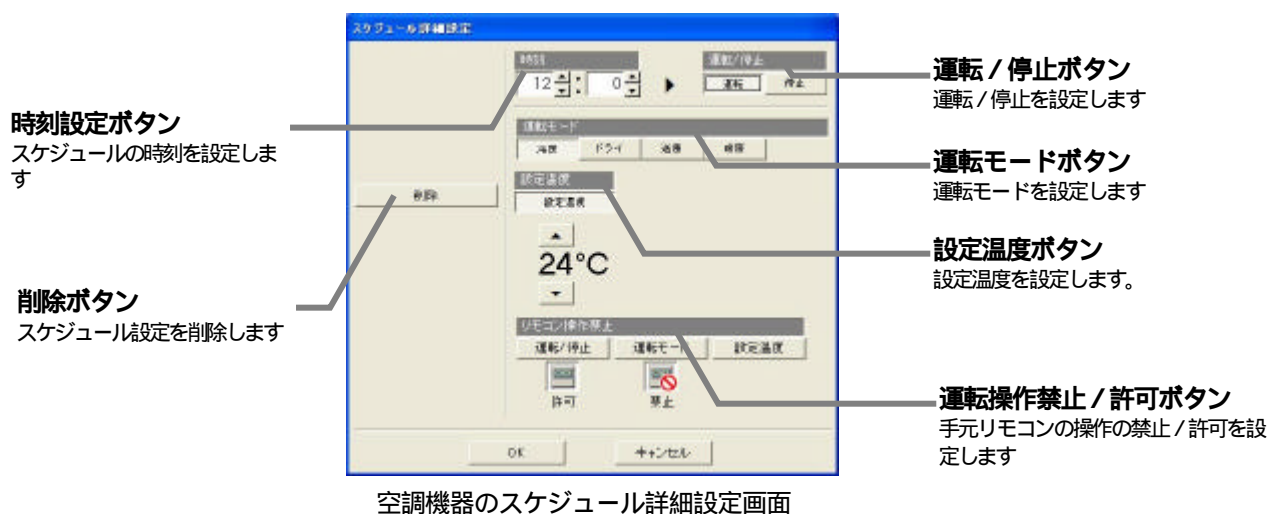 スケジュール詳細設定
時刻
運転/停止
12 : 0
運転
停止
運転モード
ドライ
設定温度
設定温度
24°C
削除
リモコン操作禁止
運転/停止
運転モード
設定温度
許可
禁止
OK
キャンセル
時刻設定ボタン
スケジュールの時刻を設定しま
す
削除ボタン
スケジュール設定を削除します
運転 / 停止ボタン
運転 / 停止を設定します
運転モードボタン
運転モードを設定します
設定温度ボタン
設定温度を設定します。
運転操作禁止 / 許可ボタン
手元リモコンの操作の禁止 / 許可を設
定します
空調機器のスケジュール詳細設定画面